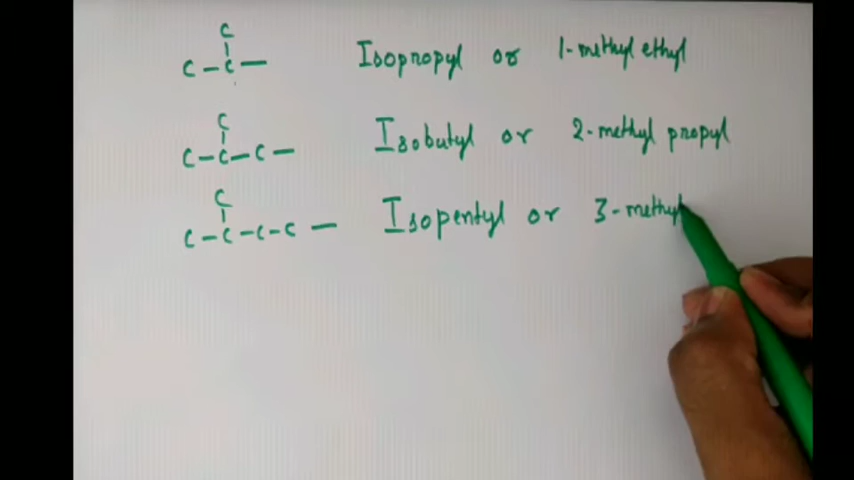 C
C - C - Isopropyl or 1-methyl ethyl
C
C - C - C - Isobutyl or 2-methyl propyl
C
C - C - C - C - Isopentyl or 3-methyl